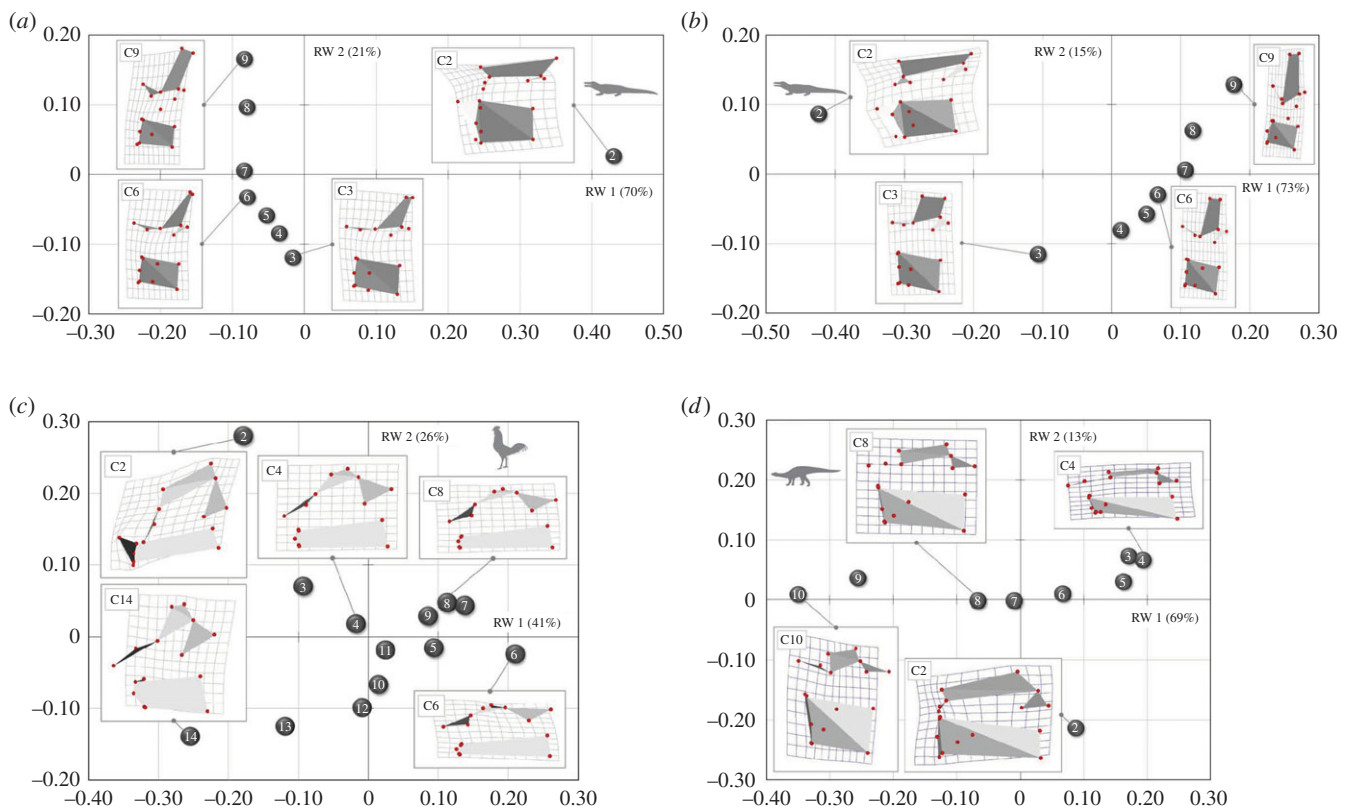 (a)
0.20
0.10
0
−0.10
−0.20
−0.30 −0.20 −0.10 0 0.10 0.20 0.30 0.40 0.50
RW 2 (21%)
RW 1 (70%)
C9
C2
C6
C3
9
8
7
6
5
4
3
2
(b)
0.20
0.10
0
−0.10
−0.20
−0.50 −0.40 −0.30 −0.20 −0.10 0 0.10 0.20 0.30
RW 2 (15%)
RW 1 (73%)
C2
C9
C3
C6
2
9
8
7
6
5
4
3
(c)
0.30
0.20
0.10
0
−0.10
−0.20
−0.40 −0.30 −0.20 −0.10 0 0.10 0.20 0.30
RW 2 (26%)
RW 1 (41%)
C2
C4
C8
C14
C6
2
3
4
8
7
9
5
11
6
10
12
13
14
(d)
0.30
0.20
0.10
0
−0.10
−0.20
−0.30
−0.40 −0.30 −0.20 −0.10 0 0.10 0.20 0.30
RW 2 (13%)
RW 1 (69%)
C8
C4
C10
C2
3
4
5
9
10
8
7
6
2